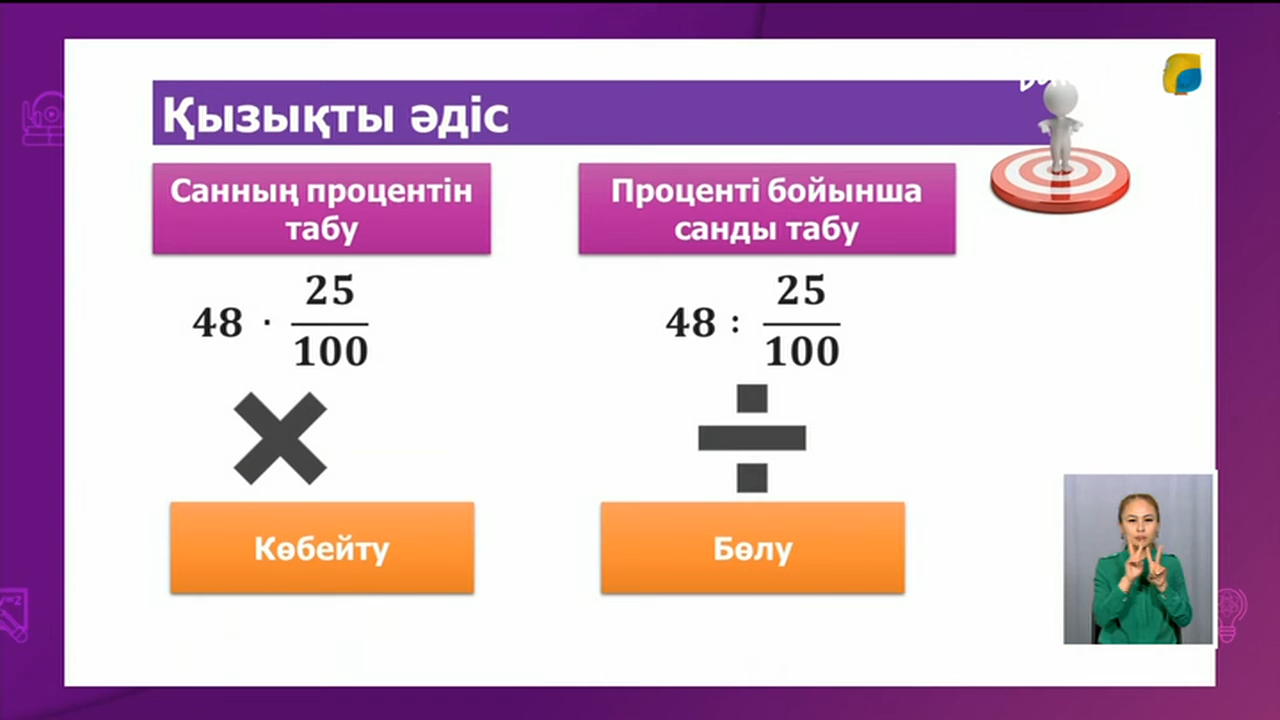 Қызықты әдіс
Санның процентін
табу
Проценті бойынша
санды табу
48 · 25/100
48 : 25/100
Көбейту
Бөлу